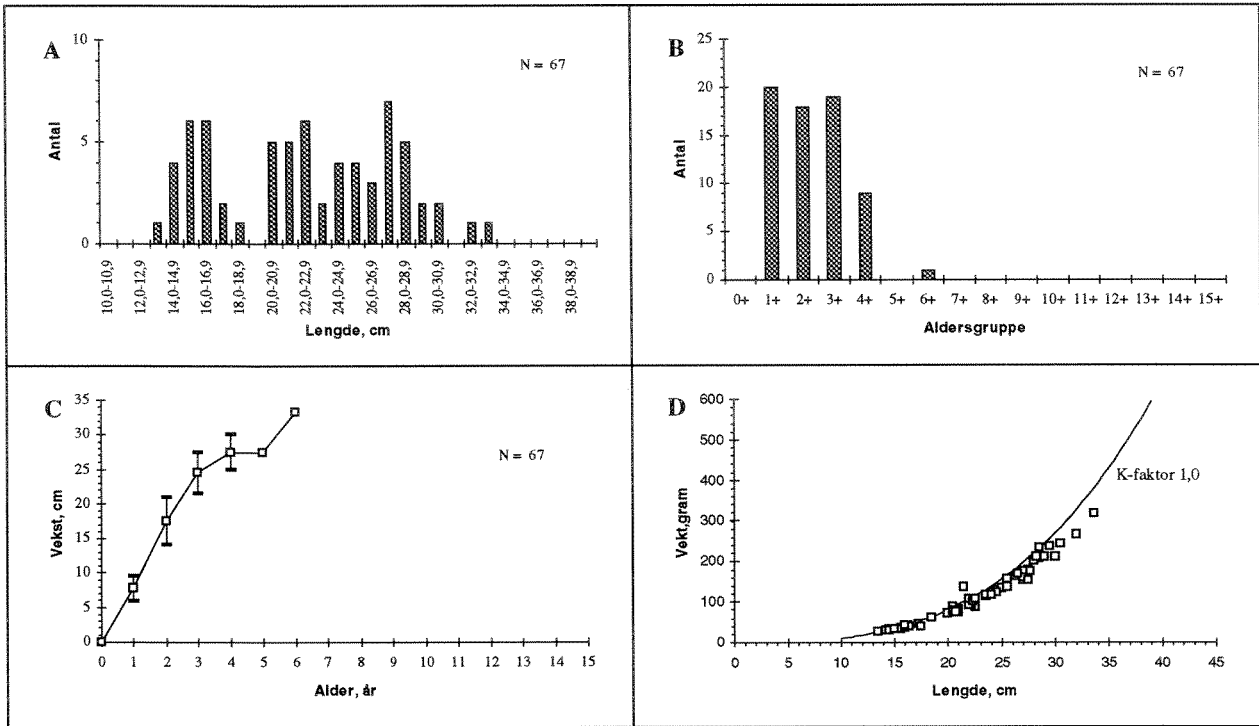 A
N = 67
Antal
10
5
0
10,0-10,9
12,0-12,9
14,0-14,9
16,0-16,9
18,0-18,9
20,0-20,9
22,0-22,9
24,0-24,9
26,0-26,9
28,0-28,9
30,0-30,9
32,0-32,9
34,0-34,9
36,0-36,9
38,0-38,9
Lengde, cm
B
N = 67
Antal
25
20
15
10
5
0
0+ 1+ 2+ 3+ 4+ 5+ 6+ 7+ 8+ 9+ 10+ 11+ 12+ 13+ 14+ 15+
Aldersgruppe
C
N = 67
Vekst, cm
35
30
25
20
15
10
5
0
0 1 2 3 4 5 6 7 8 9 10 11 12 13 14 15
Alder, år
D
K-faktor 1,0
Vekt,gram
600
500
400
300
200
100
0
0 5 10 15 20 25 30 35 40 45
Lengde, cm